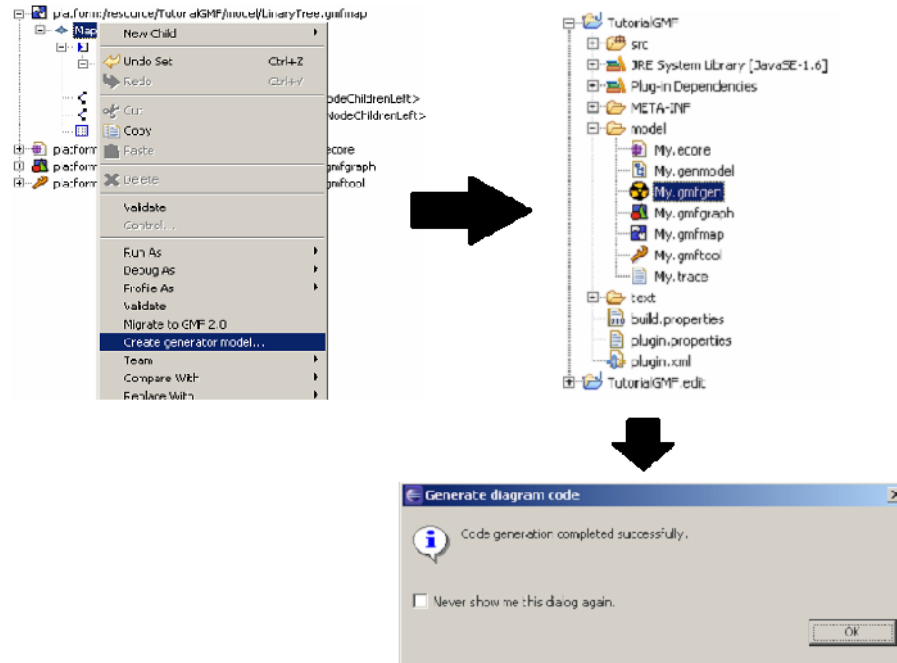 platform:/resource/TutorialGMF/model/LinaryTree.gmfmap
Map
New Child
Undo Set Ctrl+Z
Redo Ctrl+Y
Cut
Copy
Paste
Delete
Validate
Control...
Run As
Debug As
Profile As
Validate
Migrate to GMF 2.0
Create generator model...
Team
Compare With
Replace With
odeChildrenLeft>
NodeChildrenLeft>
platform ecore
platform gmfgraph
platform gmftool
TutorialGMF
src
JRE System Library [JavaSE-1.6]
Plug-in Dependencies
META-INF
model
My.ecore
My.genmodel
My.gmfgen
My.gmfgraph
My.gmfmap
My.gmftool
My.trace
text
build.properties
plugin.properties
plugin.xml
TutorialGMF.edit
Generate diagram code
Code generation completed successfully.
Never show me this dialog again.
OK